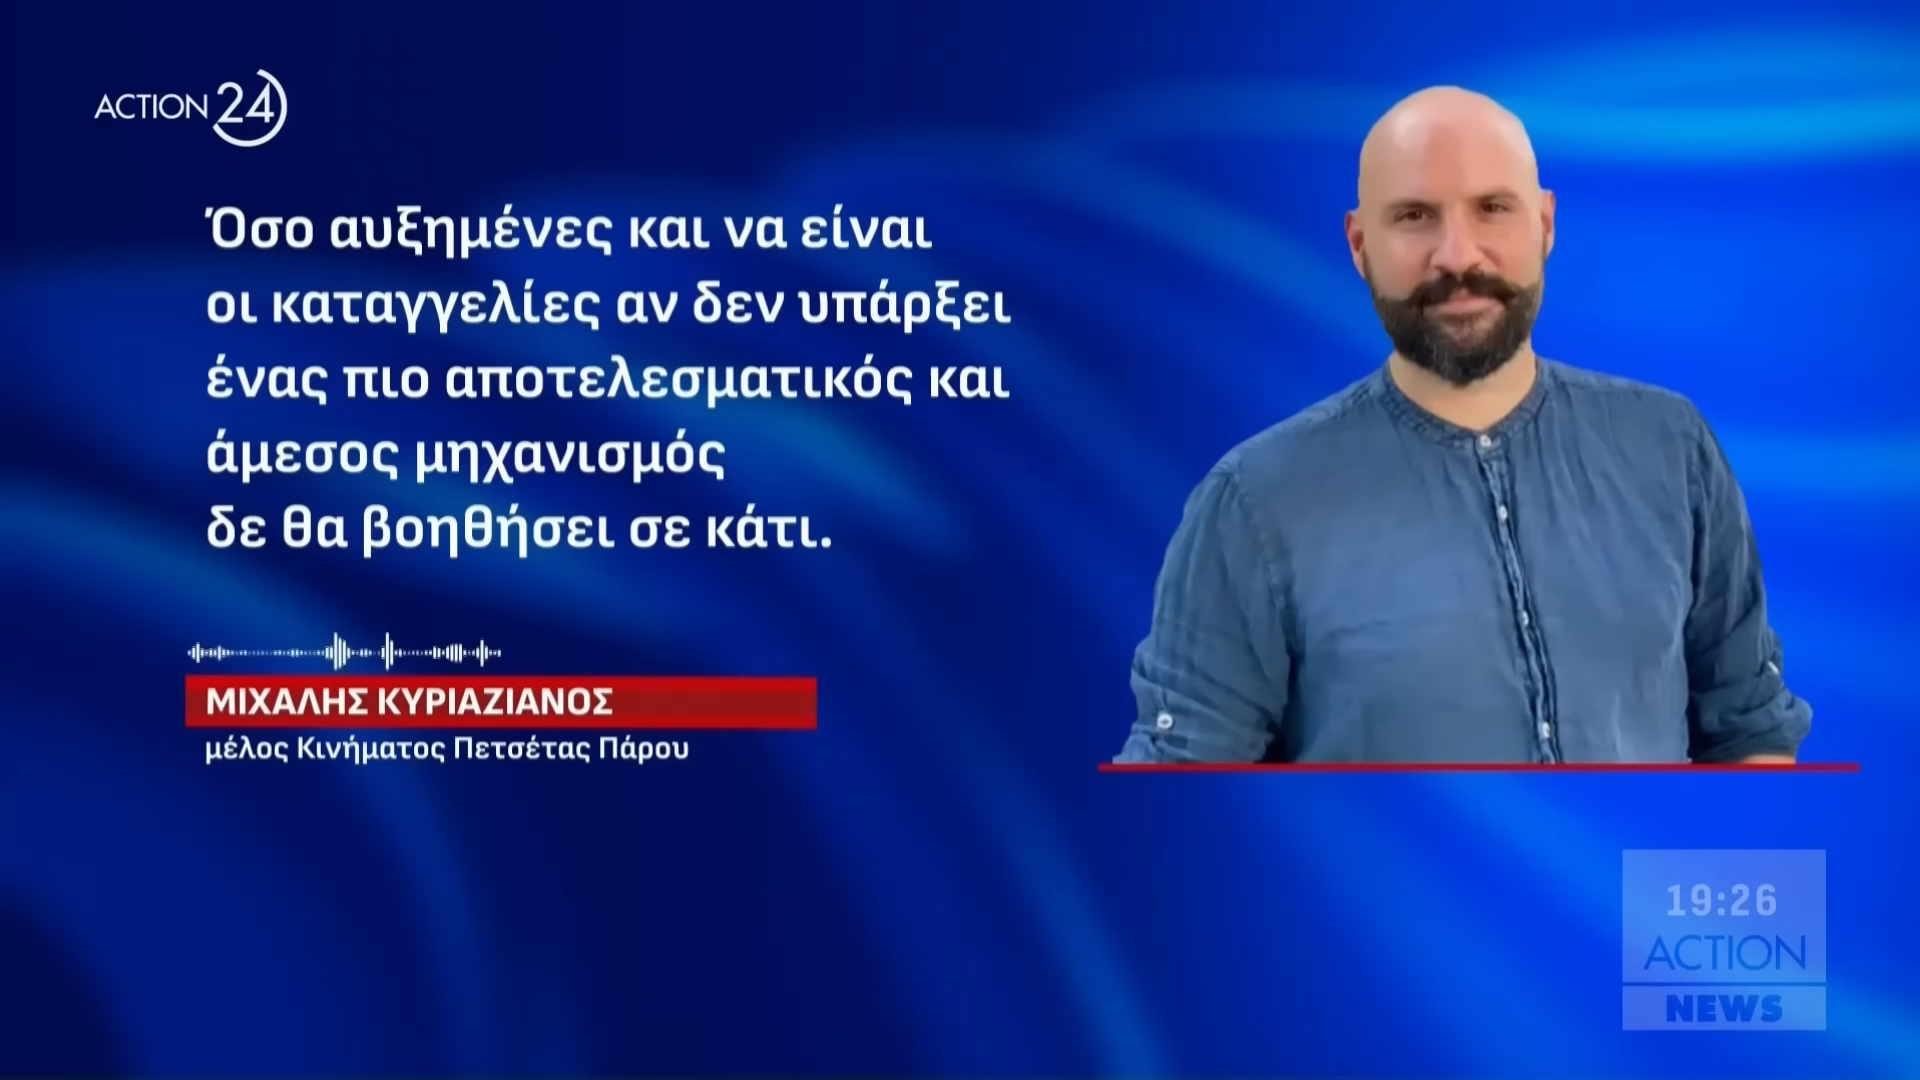 ACTION 24
Όσο αυξημένες και να είναι
οι καταγγελίες αν δεν υπάρξει
ένας πιο αποτελεσματικός και
άμεσος μηχανισμός
δε θα βοηθήσει σε κάτι.
ΜΙΧΑΛΗΣ ΚΥΡΙΑΖΙΑΝΟΣ
μέλος Κινήματος Πετσέτας Πάρου
19:26
ACTION
NEWS